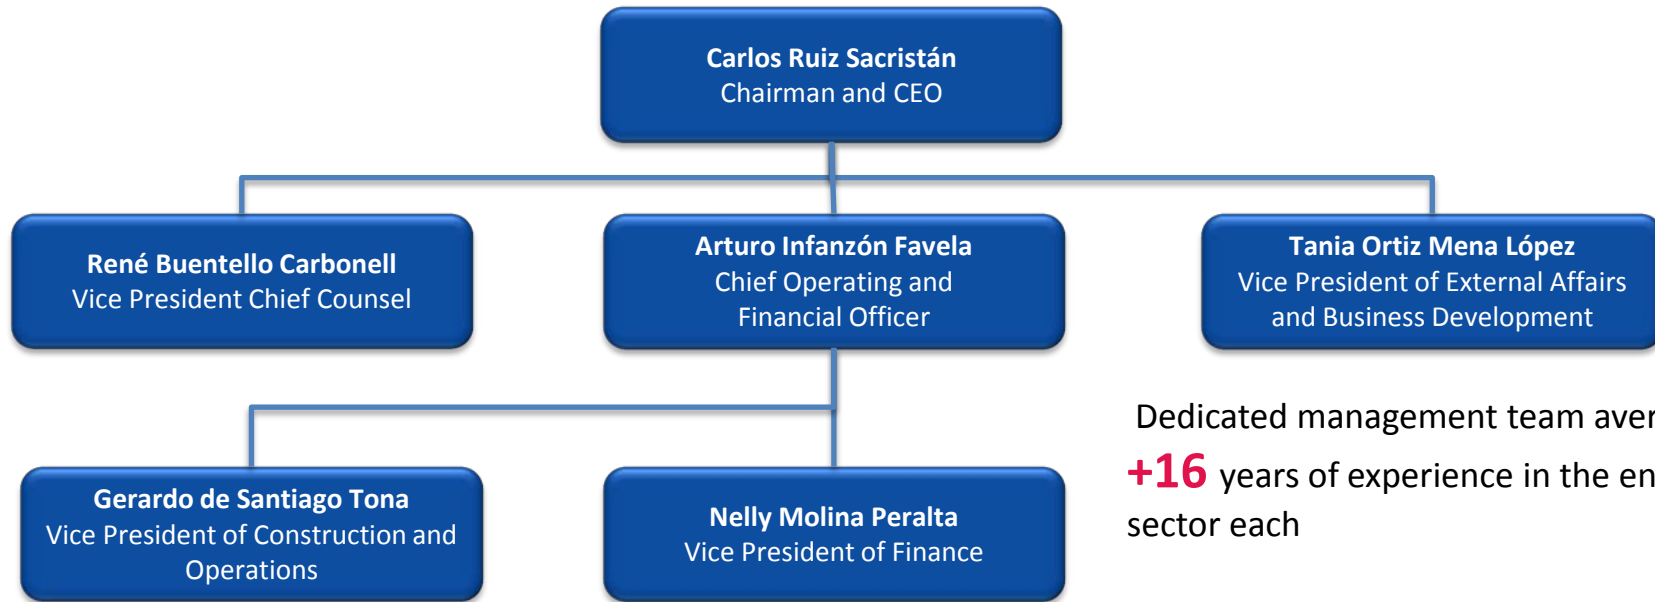 Carlos Ruiz Sacristán
Chairman and CEO
René Buentello Carbonell
Vice President Chief Counsel
Arturo Infanzón Favela
Chief Operating and
Financial Officer
Tania Ortiz Mena López
Vice President of External Affairs
and Business Development
Gerardo de Santiago Tona
Vice President of Construction and
Operations
Nelly Molina Peralta
Vice President of Finance
Dedicated management team
+16 years of experience in the
sector each